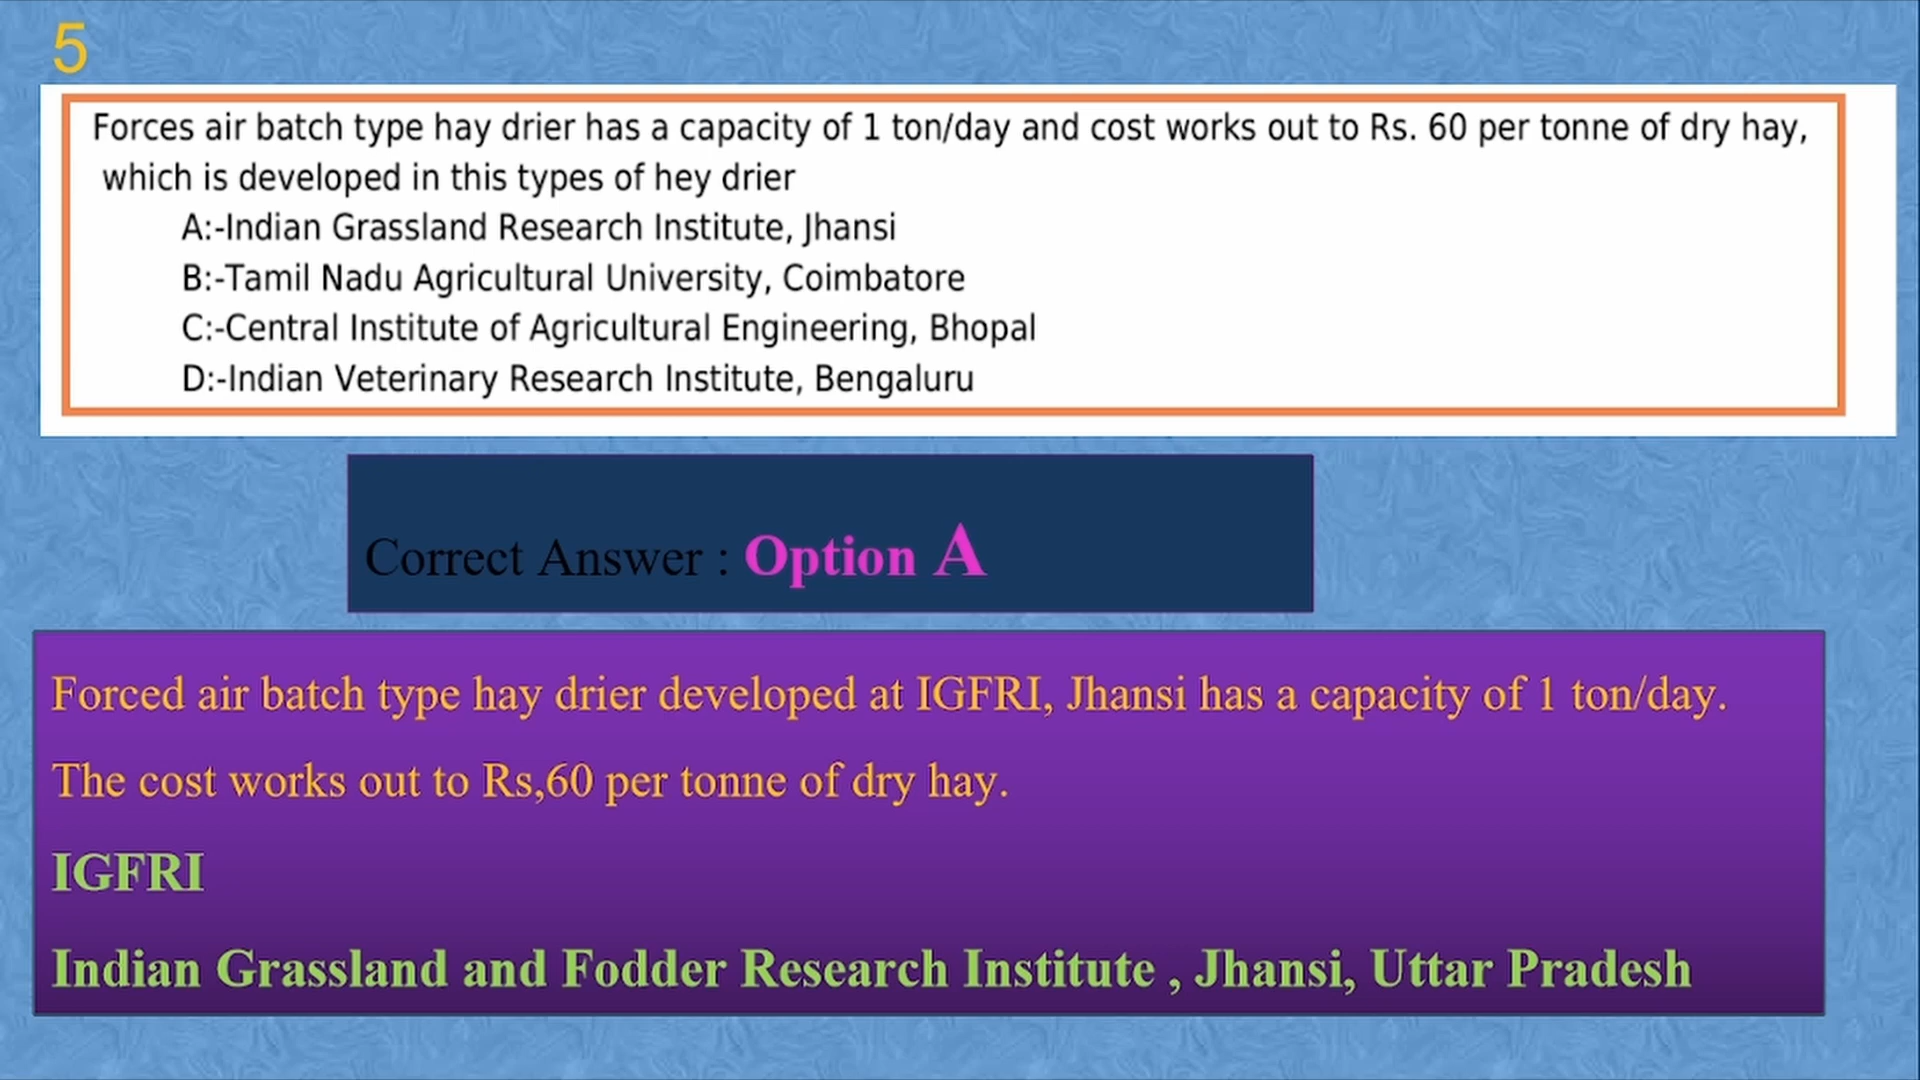 5
Forces air batch type hay drier has a capacity of 1 ton/day and cost works out to Rs. 60 per tonne of dry hay,
which is developed in this types of hey drier
A:-Indian Grassland Research Institute, Jhansi
B:-Tamil Nadu Agricultural University, Coimbatore
C:-Central Institute of Agricultural Engineering, Bhopal
D:-Indian Veterinary Research Institute, Bengaluru
Correct Answer : Option A
Forced air batch type hay drier developed at IGFRI, Jhansi has a capacity of 1 ton/day.
The cost works out to Rs,60 per tonne of dry hay.
IGFRI
Indian Grassland and Fodder Research Institute , Jhansi, Uttar Pradesh